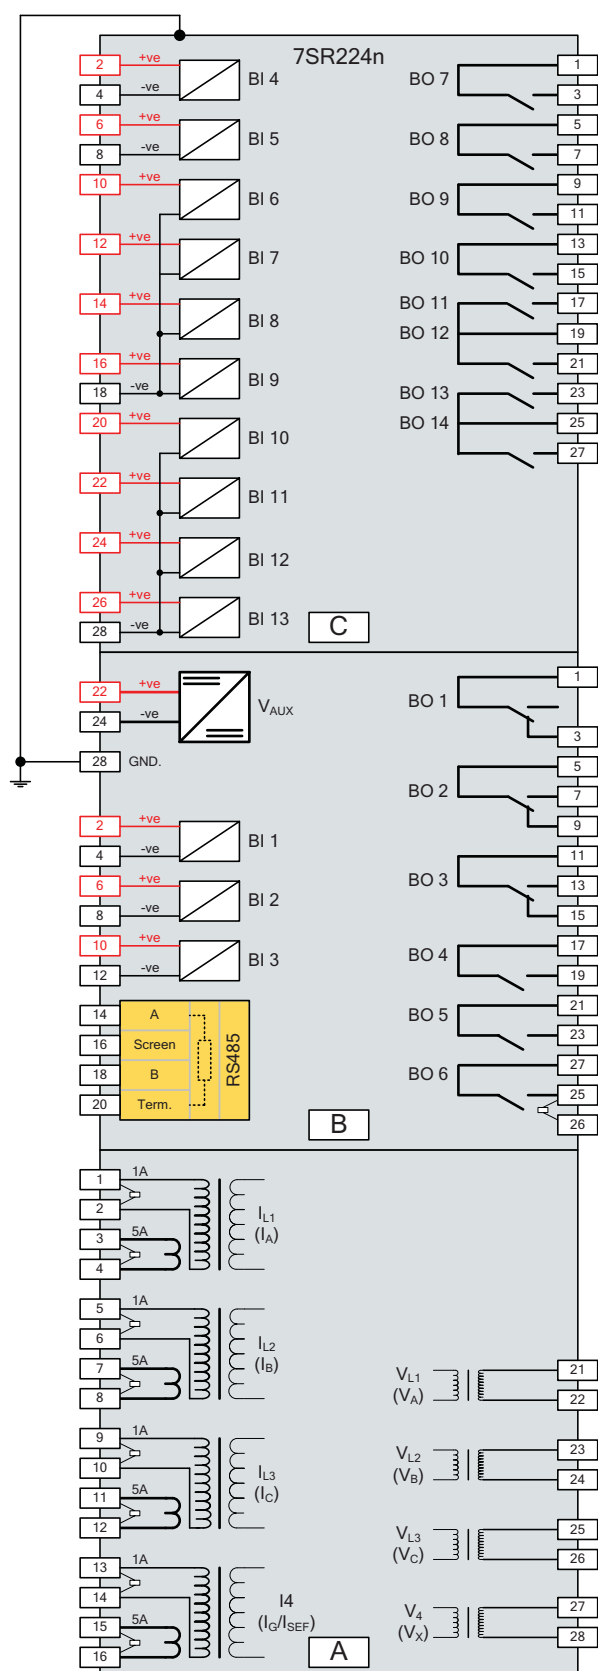 7SR224n
2 +ve BI 4 BO 7 1
4 -ve 3
6 +ve BI 5 BO 8 5
8 -ve 7
10 +ve BI 6 BO 9 9
11
12 +ve BI 7 BO 10 13
15
14 +ve BI 8 BO 11 17
BO 12 19
16 +ve BI 9 21
18 -ve BO 13 23
20 +ve BI 10 BO 14 25
27
22 +ve BI 11
24 +ve BI 12
26 +ve BI 13
28 -ve
C
22 +ve VAUX BO 1 1
24 -ve 3
28 GND.
BO 2 5
7
9
2 +ve BI 1
4 -ve
BO 3 11
13
15
6 +ve BI 2
8 -ve
10 +ve BI 3 BO 4 17
12 -ve 19
14 A RS485 BO 5 21
16 Screen 23
18 B BO 6 27
20 Term. 25
26
B
1 1A IL1
2 (IA)
3 5A
4
5 1A IL2
6 (IB)
7 5A
8
VL1 21
(VA) 22
9 1A IL3
10 (IC)
11 5A
12
VL2 23
(VB) 24
VL3 25
(VC) 26
13 1A I4
14 (IG/ISEF)
15 5A
16
V4 27
(VX) 28
A